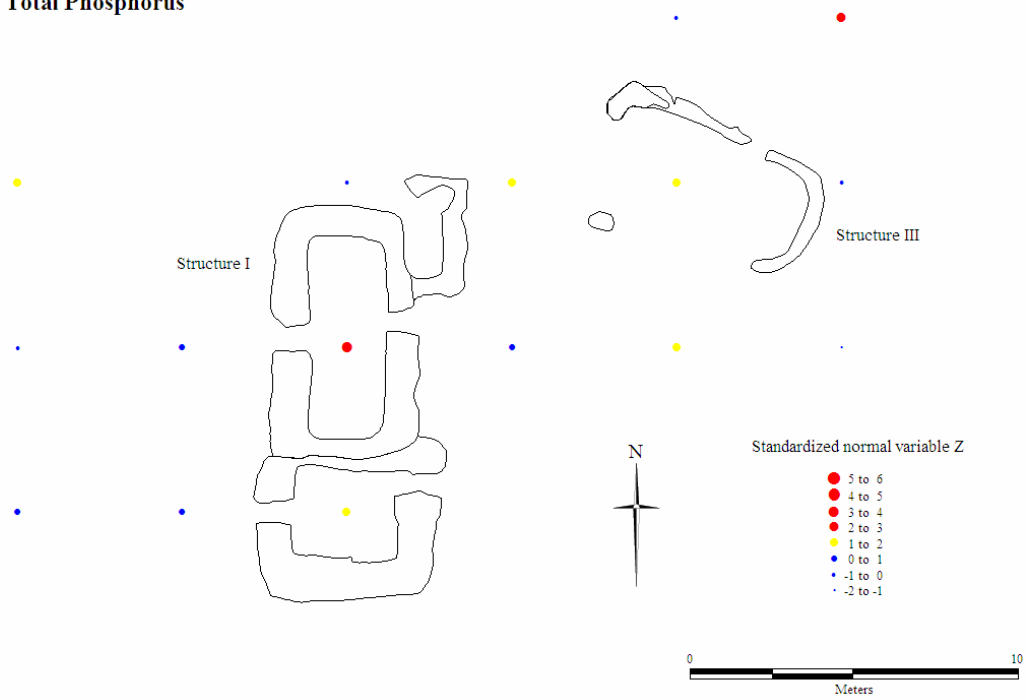 Total Phosphorus
Structure III
Structure I
N
Standardized normal variable Z
5 to 6
4 to 5
3 to 4
2 to 3
1 to 2
0 to 1
-1 to 0
-2 to -1
0 10
Meters